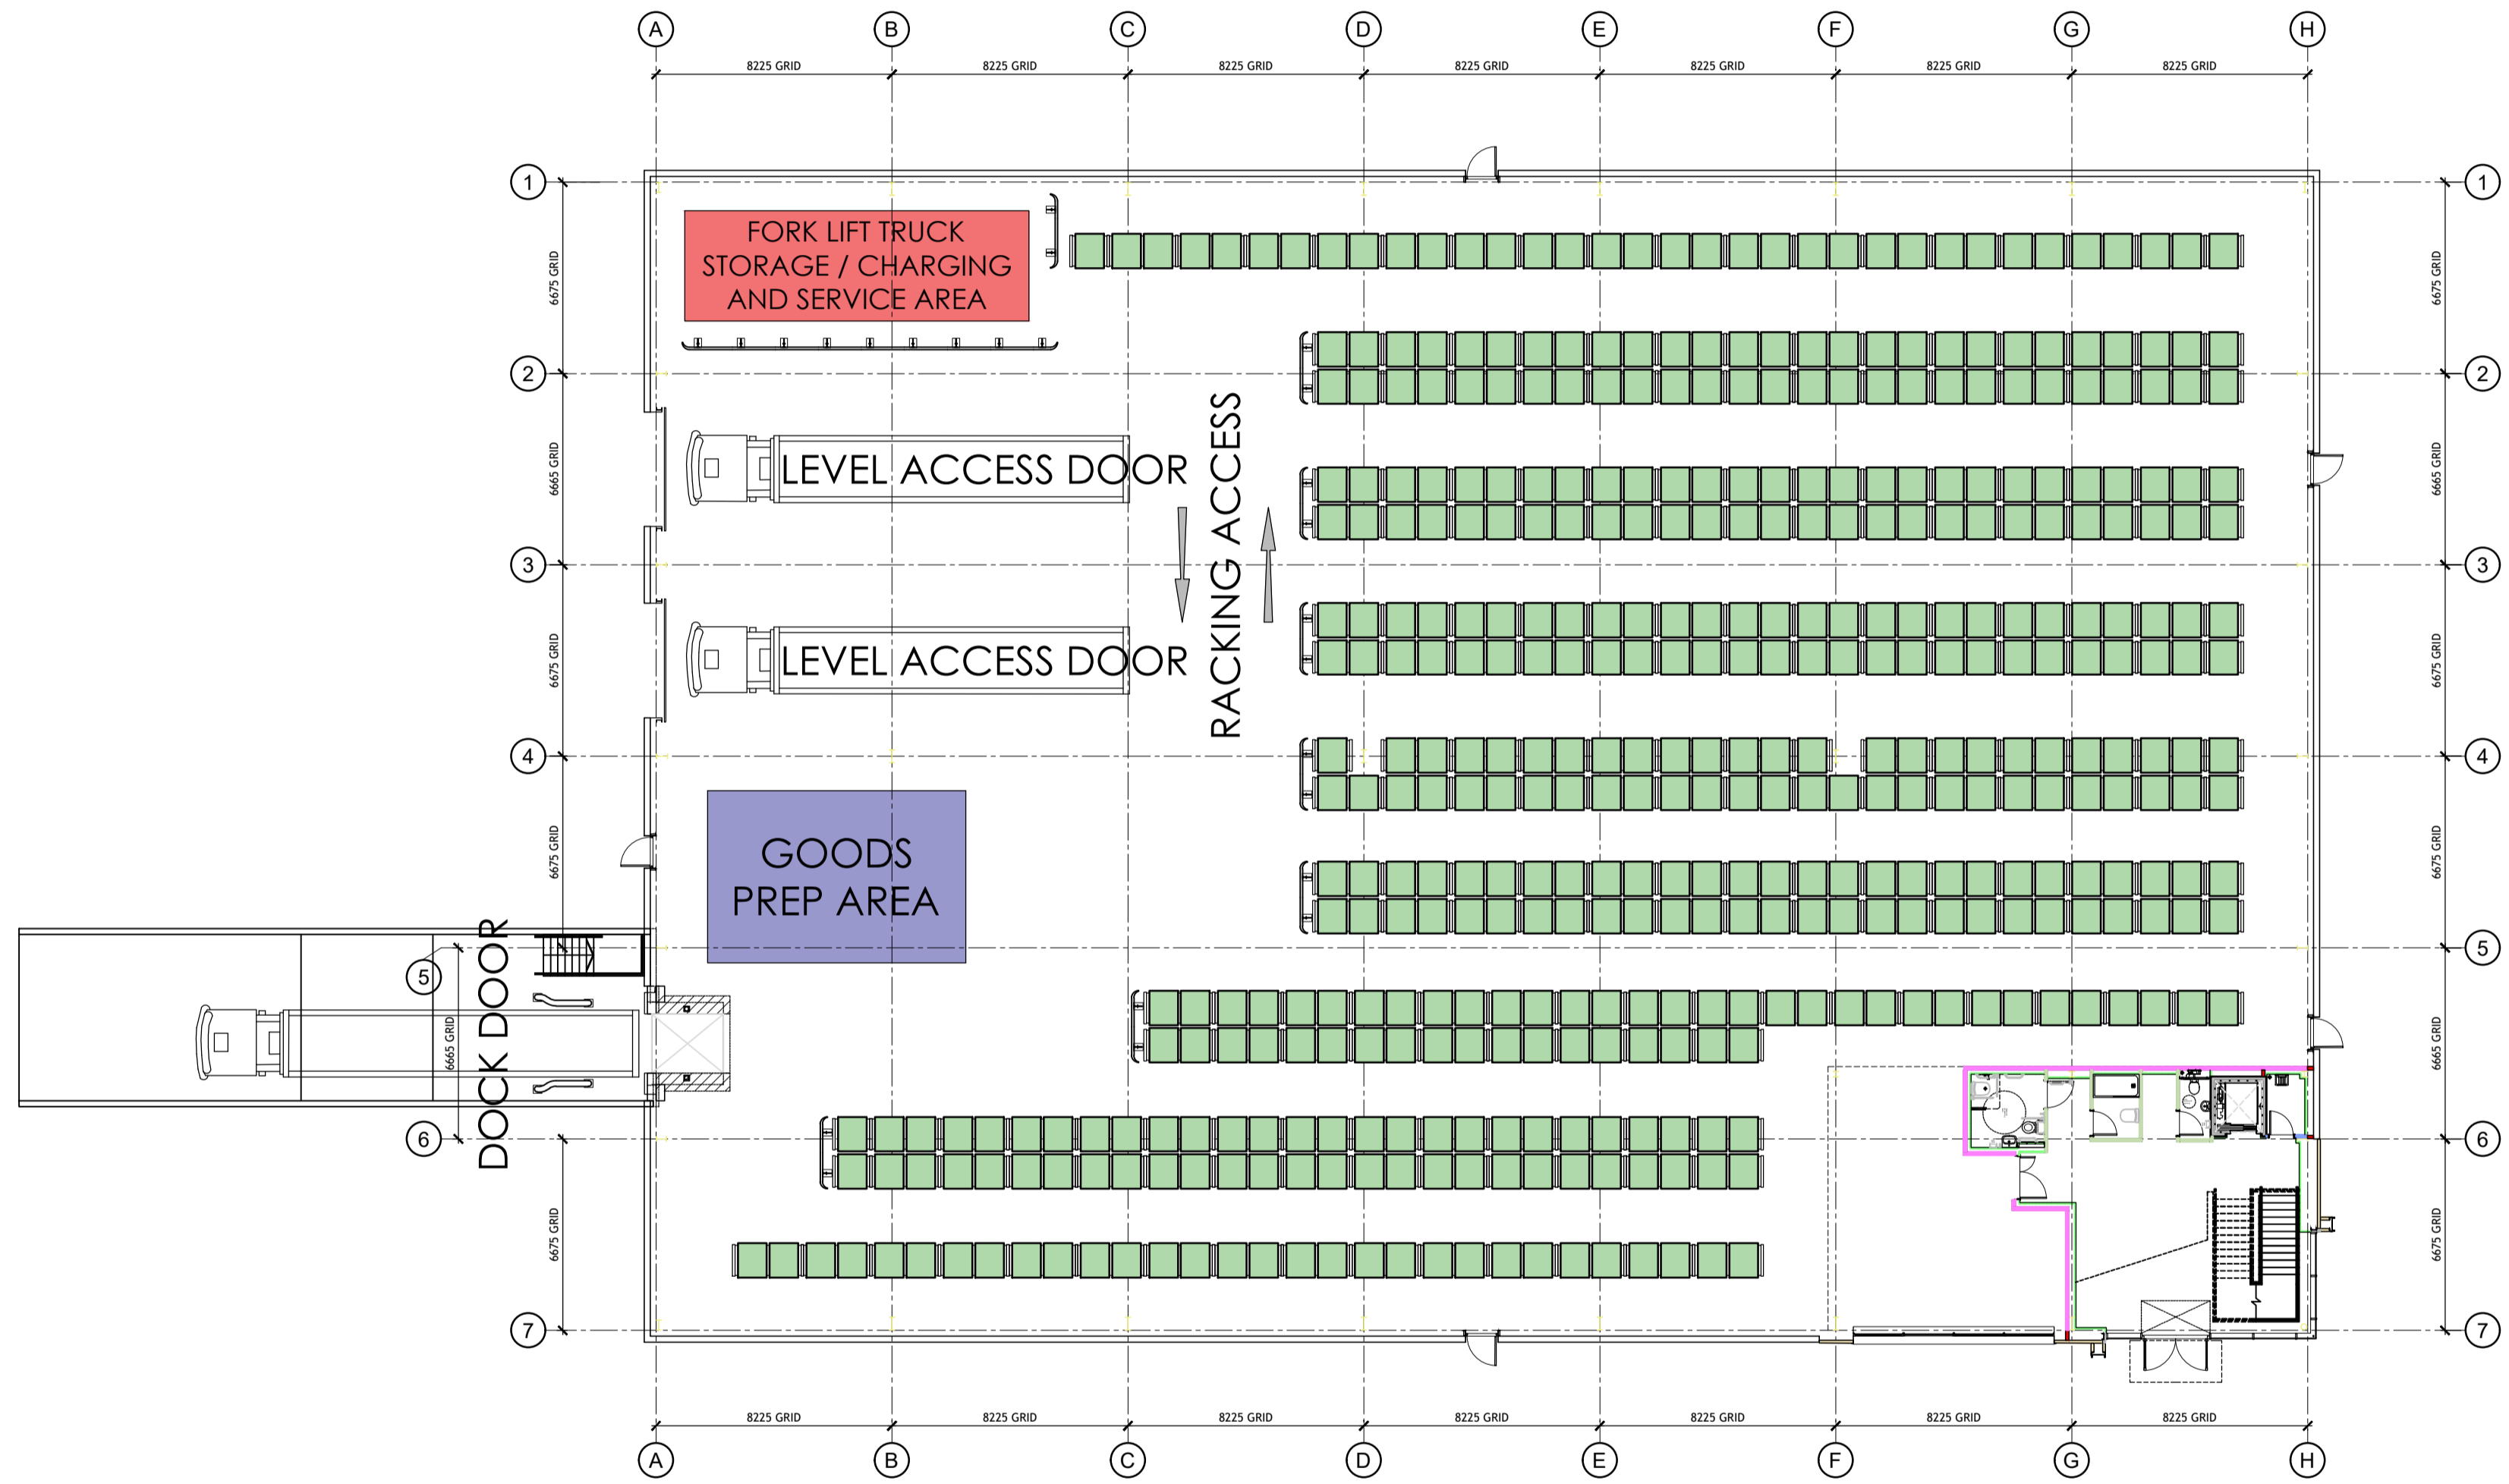 A B C D E F G H
8225 GRID 8225 GRID 8225 GRID 8225 GRID 8225 GRID 8225 GRID 8225 GRID
1 1
FORK LIFT TRUCK
STORAGE / CHARGING
AND SERVICE AREA
6675 GRID 6675 GRID
2 2
LEVEL ACCESS DOOR
6665 GRID 6665 GRID
RACKING ACCESS
3 3
LEVEL ACCESS DOOR
6675 GRID 6675 GRID
4 4
GOODS
PREP AREA
6675 GRID 6675 GRID
5 5
DOCK DOOR
6665 GRID 6665 GRID
6 6
6675 GRID 6675 GRID
7 7
8225 GRID 8225 GRID 8225 GRID 8225 GRID 8225 GRID 8225 GRID 8225 GRID
A B C D E F G H